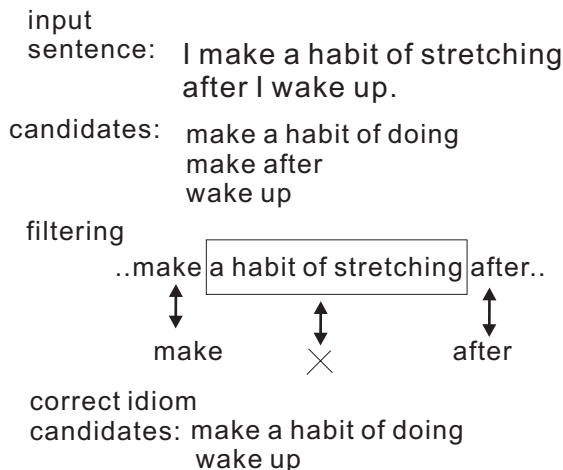 input
sentence: I make a habit of stretching
after I wake up.
candidates: make a habit of doing
make after
wake up
filtering
..make a habit of stretching after..
make after
correct idiom
candidates: make a habit of doing
wake up